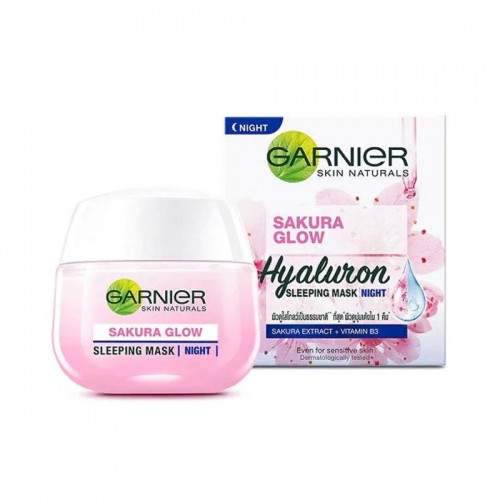 NIGHT
GARNIER
SKIN NATURALS
SAKURA
GLOW
Hyaluron
SLEEPING MASK |NIGHT|
SAKURA EXTRACT + VITAMIN B3
Even for sensitive skin
Dermatologically tested
GARNIER
SKIN NATURALS
SAKURA GLOW
SLEEPING MASK | NIGHT |